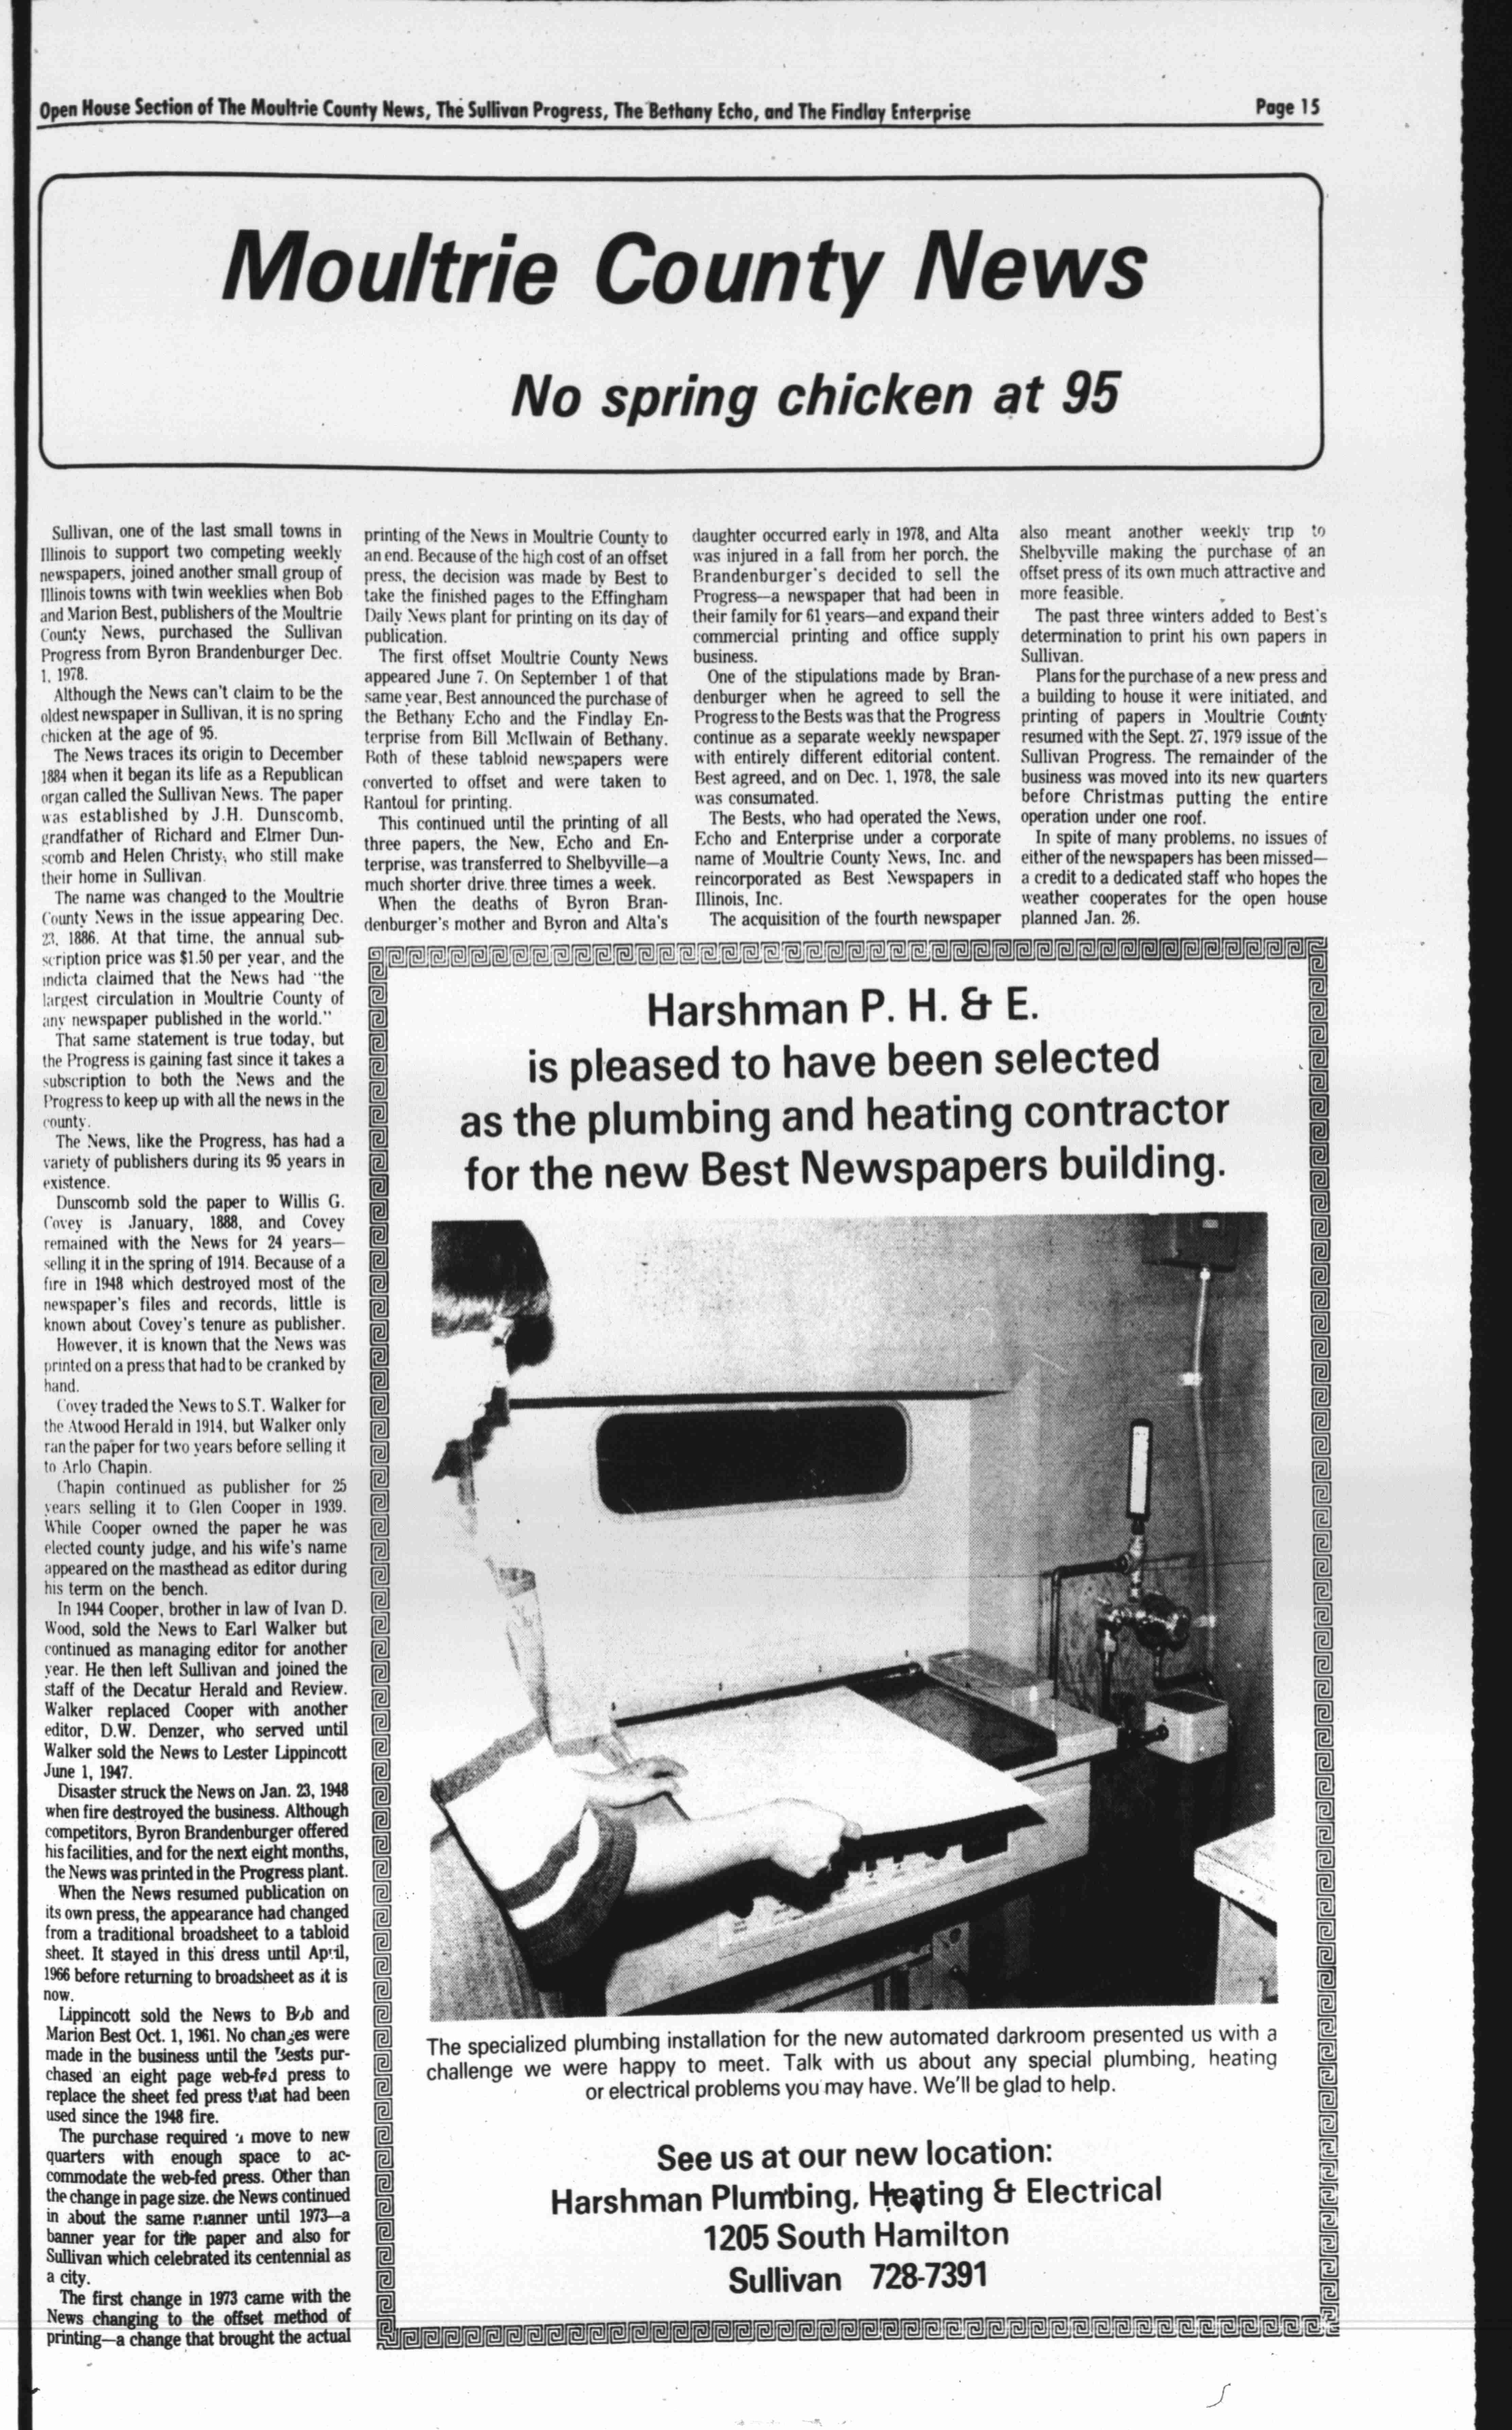 Open House Section of The Moultrie County News, The Sullivan Progress, The Bethany Echo, and The Findlay Enterprise
Page 15
Moultrie County News
No spring chicken at 95
Sullivan, one of the last small towns in
Illinois to support two competing weekly
newspapers, joined another small group of
Illinois towns with twin weeklies when Bob
and Marion Best, publishers of the Moultrie
County News, purchased the Sullivan
Progress from Byron Brandenburger Dec.
1, 1978.
Although the News can't claim to be the
oldest newspaper in Sullivan, it is no spring
chicken at the age of 95.
The News traces its origin to December
1884 when it began its life as a Republican
organ called the Sullivan News. The paper
was established by J.H. Dunscomb,
grandfather of Richard and Elmer Dun-
scomb and Helen Christy, who still make
their home in Sullivan.
The name was changed to the Moultrie
County News in the issue appearing Dec.
23, 1886. At that time, the annual sub-
scription price was $1.50 per year, and the
indicta claimed that the News had "the
largest circulation in Moultrie County of
any newspaper published in the world."
That same statement is true today, but
the Progress is gaining fast since it takes a
subscription to both the News and the
Progress to keep up with all the news in the
county.
The News, like the Progress, has had a
variety of publishers during its 95 years in
existence.
Dunscomb sold the paper to Willis G.
Covey is January, 1888, and Covey
remained with the News for 24 years—
selling it in the spring of 1914. Because of a
fire in 1948 which destroyed most of the
newspaper's files and records, little is
known about Covey's tenure as publisher.
However, it is known that the News was
printed on a press that had to be cranked by
hand.
Covey traded the News to S.T. Walker for
the Atwood Herald in 1914, but Walker only
ran the paper for two years before selling it
to Arlo Chapin.
Chapin continued as publisher for 25
years selling it to Glen Cooper in 1939.
While Cooper owned the paper he was
elected county judge, and his wife's name
appeared on the masthead as editor during
his term on the bench.
In 1944 Cooper, brother in law of Ivan D.
Wood, sold the News to Earl Walker but
continued as managing editor for another
year. He then left Sullivan and joined the
staff of the Decatur Herald and Review.
Walker replaced Cooper with another
editor, D.W. Denzer, who served until
Walker sold the News to Lester Lippincott
June 1, 1947.
Disaster struck the News on Jan. 23, 1948
when fire destroyed the business. Although
competitors, Byron Brandenburger offered
his facilities, and for the next eight months,
the News was printed in the Progress plant.
When the News resumed publication on
its own press, the appearance had changed
from a traditional broadsheet to a tabloid
sheet. It stayed in this dress until April,
1966 before returning to broadsheet as it is
now.
Lippincott sold the News to Bob and
Marion Best Oct. 1, 1961. No changes were
made in the business until the Bests pur-
chased an eight page web-fed press to
replace the sheet fed press that had been
used since the 1948 fire.
The purchase required a move to new
quarters with enough space to ac-
commodate the web-fed press. Other than
the change in page size, the News continued
in about the same manner until 1973—a
banner year for the paper and also for
Sullivan which celebrated its centennial as
a city.
The first change in 1973 came with the
News changing to the offset method of
printing—a change that brought the actual
printing of the News in Moultrie County to
an end. Because of the high cost of an offset
press, the decision was made by Best to
take the finished pages to the Effingham
Daily News plant for printing on its day of
publication.
The first offset Moultrie County News
appeared June 7. On September 1 of that
same year, Best announced the purchase of
the Bethany Echo and the Findlay En-
terprise from Bill McIlwain of Bethany.
Both of these tabloid newspapers were
converted to offset and were taken to
Rantoul for printing.
This continued until the printing of all
three papers, the New, Echo and En-
terprise, was transferred to Shelbyville—a
much shorter drive three times a week.
When the deaths of Byron Bran-
denburger's mother and Byron and Alta's
daughter occurred early in 1978, and Alta
was injured in a fall from her porch, the
Brandenburger's decided to sell the
Progress—a newspaper that had been in
their family for 61 years—and expand their
commercial printing and office supply
business.
One of the stipulations made by Bran-
denburger when he agreed to sell the
Progress to the Bests was that the Progress
continue as a separate weekly newspaper
with entirely different editorial content.
Best agreed, and on Dec. 1, 1978, the sale
was consumated.
The Bests, who had operated the News,
Echo and Enterprise under a corporate
name of Moultrie County News, Inc. and
reincorporated as Best Newspapers in
Illinois, Inc.
The acquisition of the fourth newspaper
also meant another weekly trip to
Shelbyville making the purchase of an
offset press of its own much attractive and
more feasible.
The past three winters added to Best's
determination to print his own papers in
Sullivan.
Plans for the purchase of a new press and
a building to house it were initiated, and
printing of papers in Moultrie County
resumed with the Sept. 27, 1979 issue of the
Sullivan Progress. The remainder of the
business was moved into its new quarters
before Christmas putting the entire
operation under one roof.
In spite of many problems, no issues of
either of the newspapers has been missed—
a credit to a dedicated staff who hopes the
weather cooperates for the open house
planned Jan. 26.
Harshman P. H. & E.
is pleased to have been selected
as the plumbing and heating contractor
for the new Best Newspapers building.
The specialized plumbing installation for the new automated darkroom presented us with a
challenge we were happy to meet. Talk with us about any special plumbing, heating
or electrical problems you may have. We'll be glad to help.
See us at our new location:
Harshman Plumbing, Heating & Electrical
1205 South Hamilton
Sullivan 728-7391